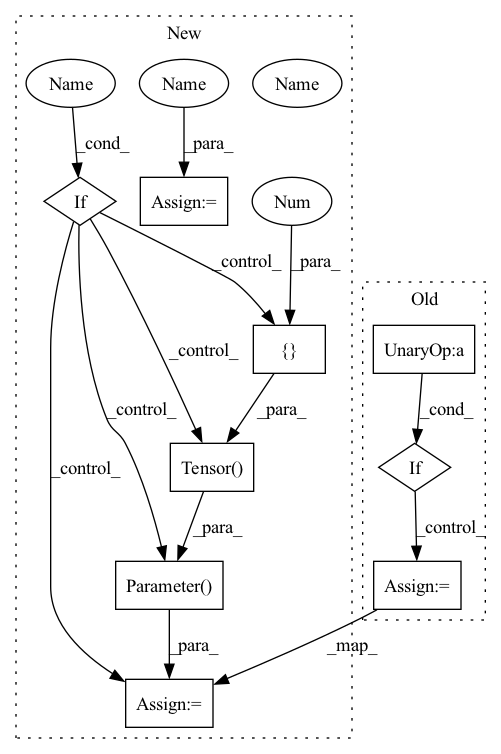 New
Name
Name
Name
_cond_
_para_
If
Assign:=
Num
_control_
_para_
Old
{}
UnaryOp:a
_control_
_cond_
_control_
_para_
_control_
Tensor()
If
_para_
_control_
Parameter()
Assign:=
_para_
_map_
Assign:=